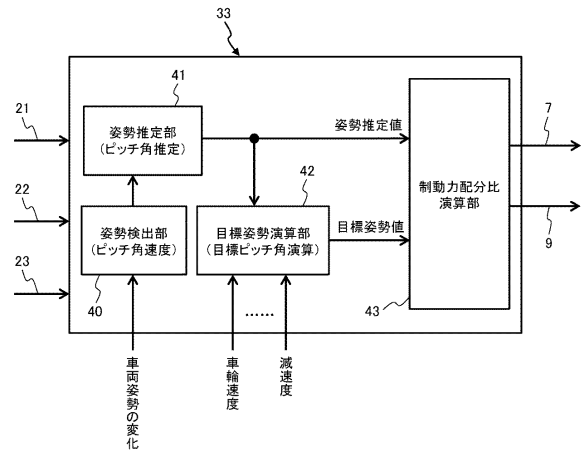 33
41
21
姿勢推定部
(ピッチ角推定)
姿勢推定値
7
制動力配分比
演算部
42
22
姿勢検出部
(ピッチ角速度)
目標姿勢演算部
(目標ピッチ角演算)
目標姿勢値
9
23
40
43
……
車両姿勢の変化
車輪速度
減速度